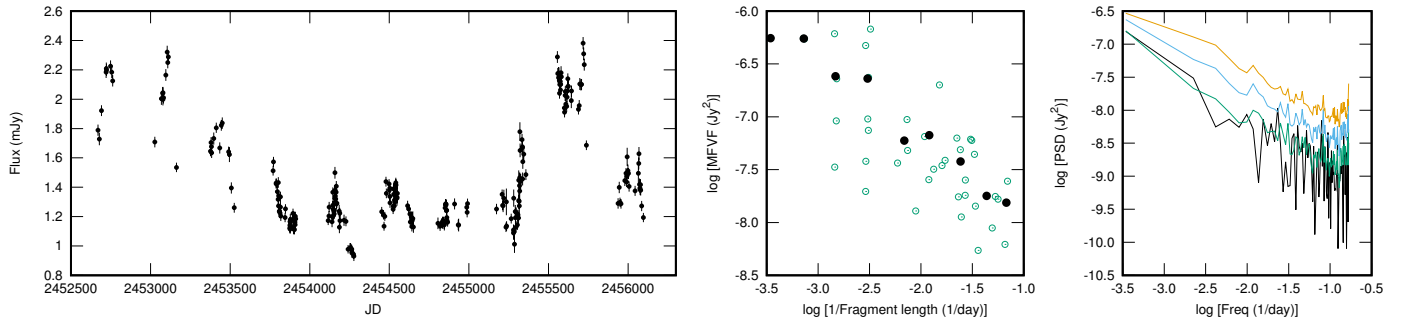 2.6
2.4
2.2
2
1.8
1.6
1.4
1.2
1
0.8
Flux (mJy)
2452500 2453000 2453500 2454000 2454500 2455000 2455500 2456000
JD
-6.0
-6.5
-7.0
-7.5
-8.0
-8.5
log [MFVF (Jy²)]
-3.5 -3.0 -2.5 -2.0 -1.5 -1.0
log [1/Fragment length (1/day)]
-6.5
-7.0
-7.5
-8.0
-8.5
-9.0
-9.5
-10.0
-10.5
log [PSD (Jy²)]
-3.5 -3.0 -2.5 -2.0 -1.5 -1.0 -0.5
log [Freq (1/day)]